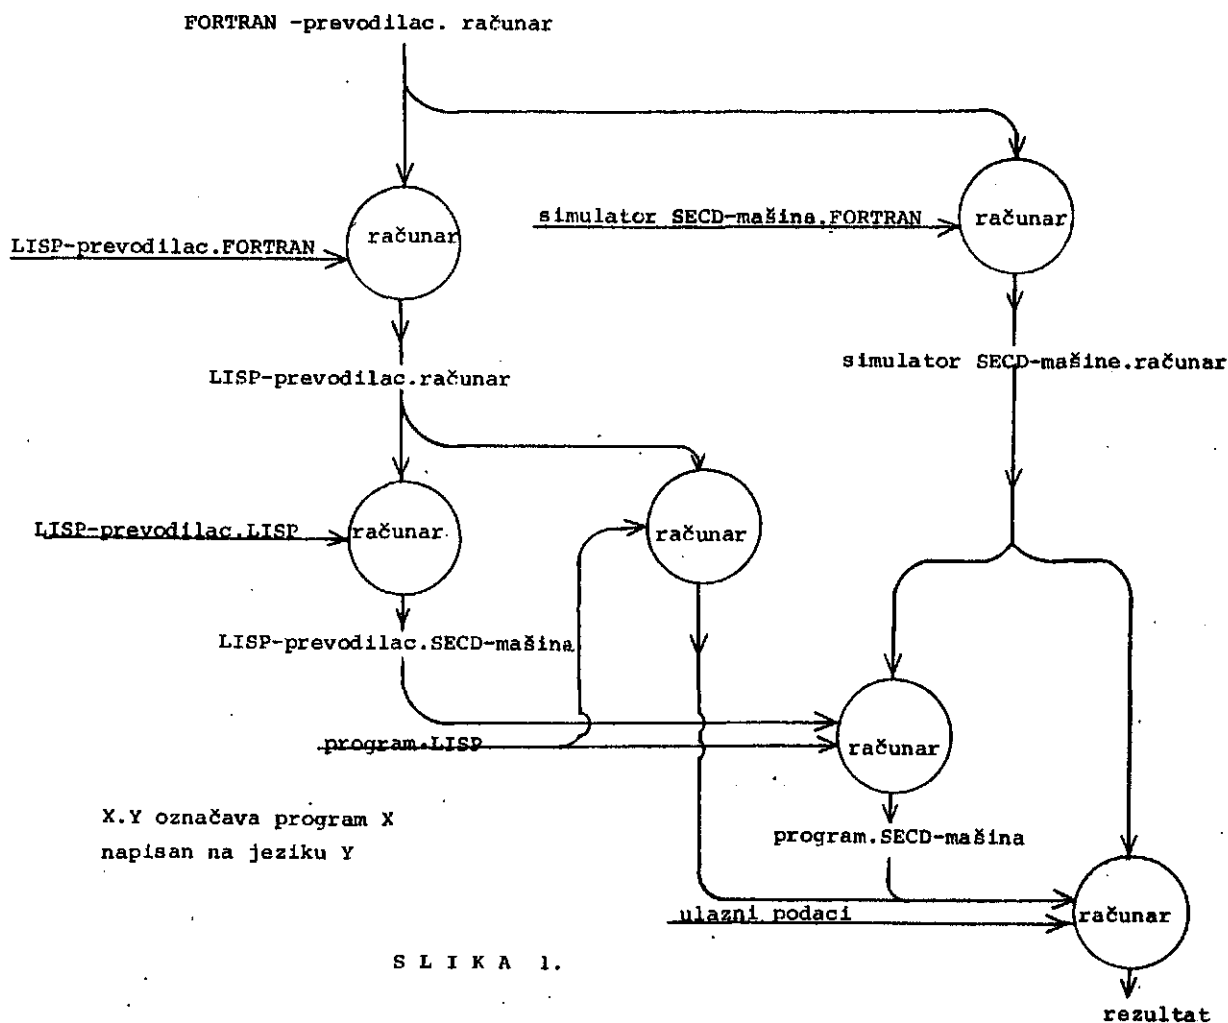 FORTRAN -prevodilac. računar
računar
simulator SECD-mašina.FORTRAN
računar
LISP-prevodilac.FORTRAN
simulator SECD-mašine.računar
LISP-prevodilac.računar
LISP-prevodilac.LISP
računar
računar
LISP-prevodilac.SECD-mašina
program.LISP
računar
X.Y označava program X
napisan na jeziku Y
program.SECD-mašina
ulazni podaci
računar
S L I K A 1.
rezultat